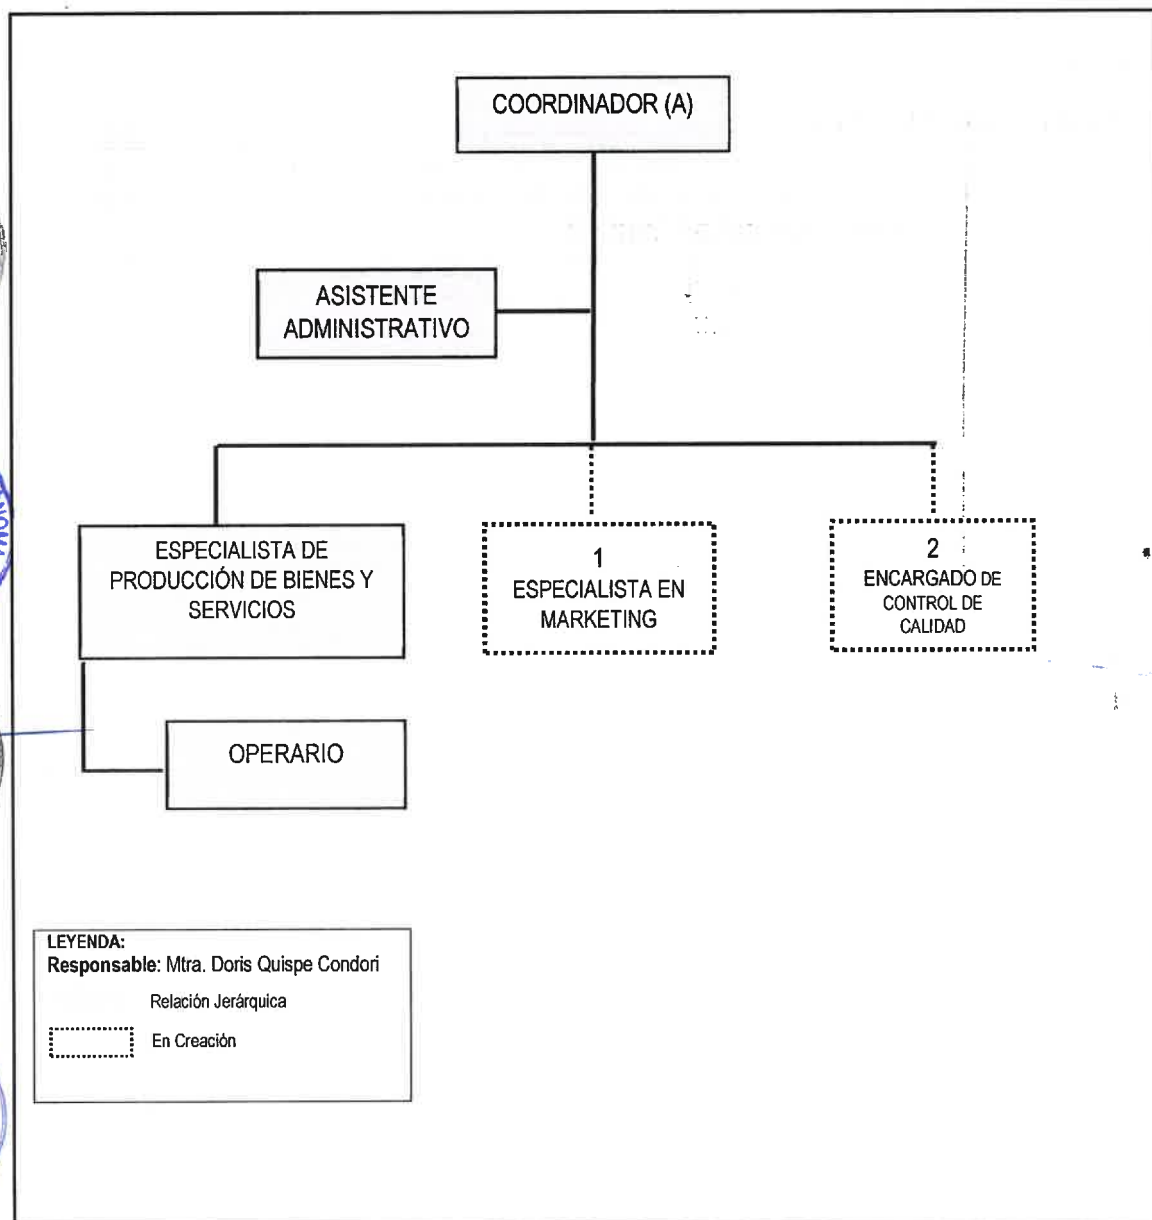 COORDINADOR (A)
ASISTENTE
ADMINISTRATIVO
ESPECIALISTA DE
PRODUCCIÓN DE BIENES Y
SERVICIOS
1
ESPECIALISTA EN
MARKETING
2
ENCARGADO DE
CONTROL DE
CALIDAD
OPERARIO
LEYENDA:
Responsable: Mtra. Doris Quispe Condori
Relación Jerárquica
En Creación